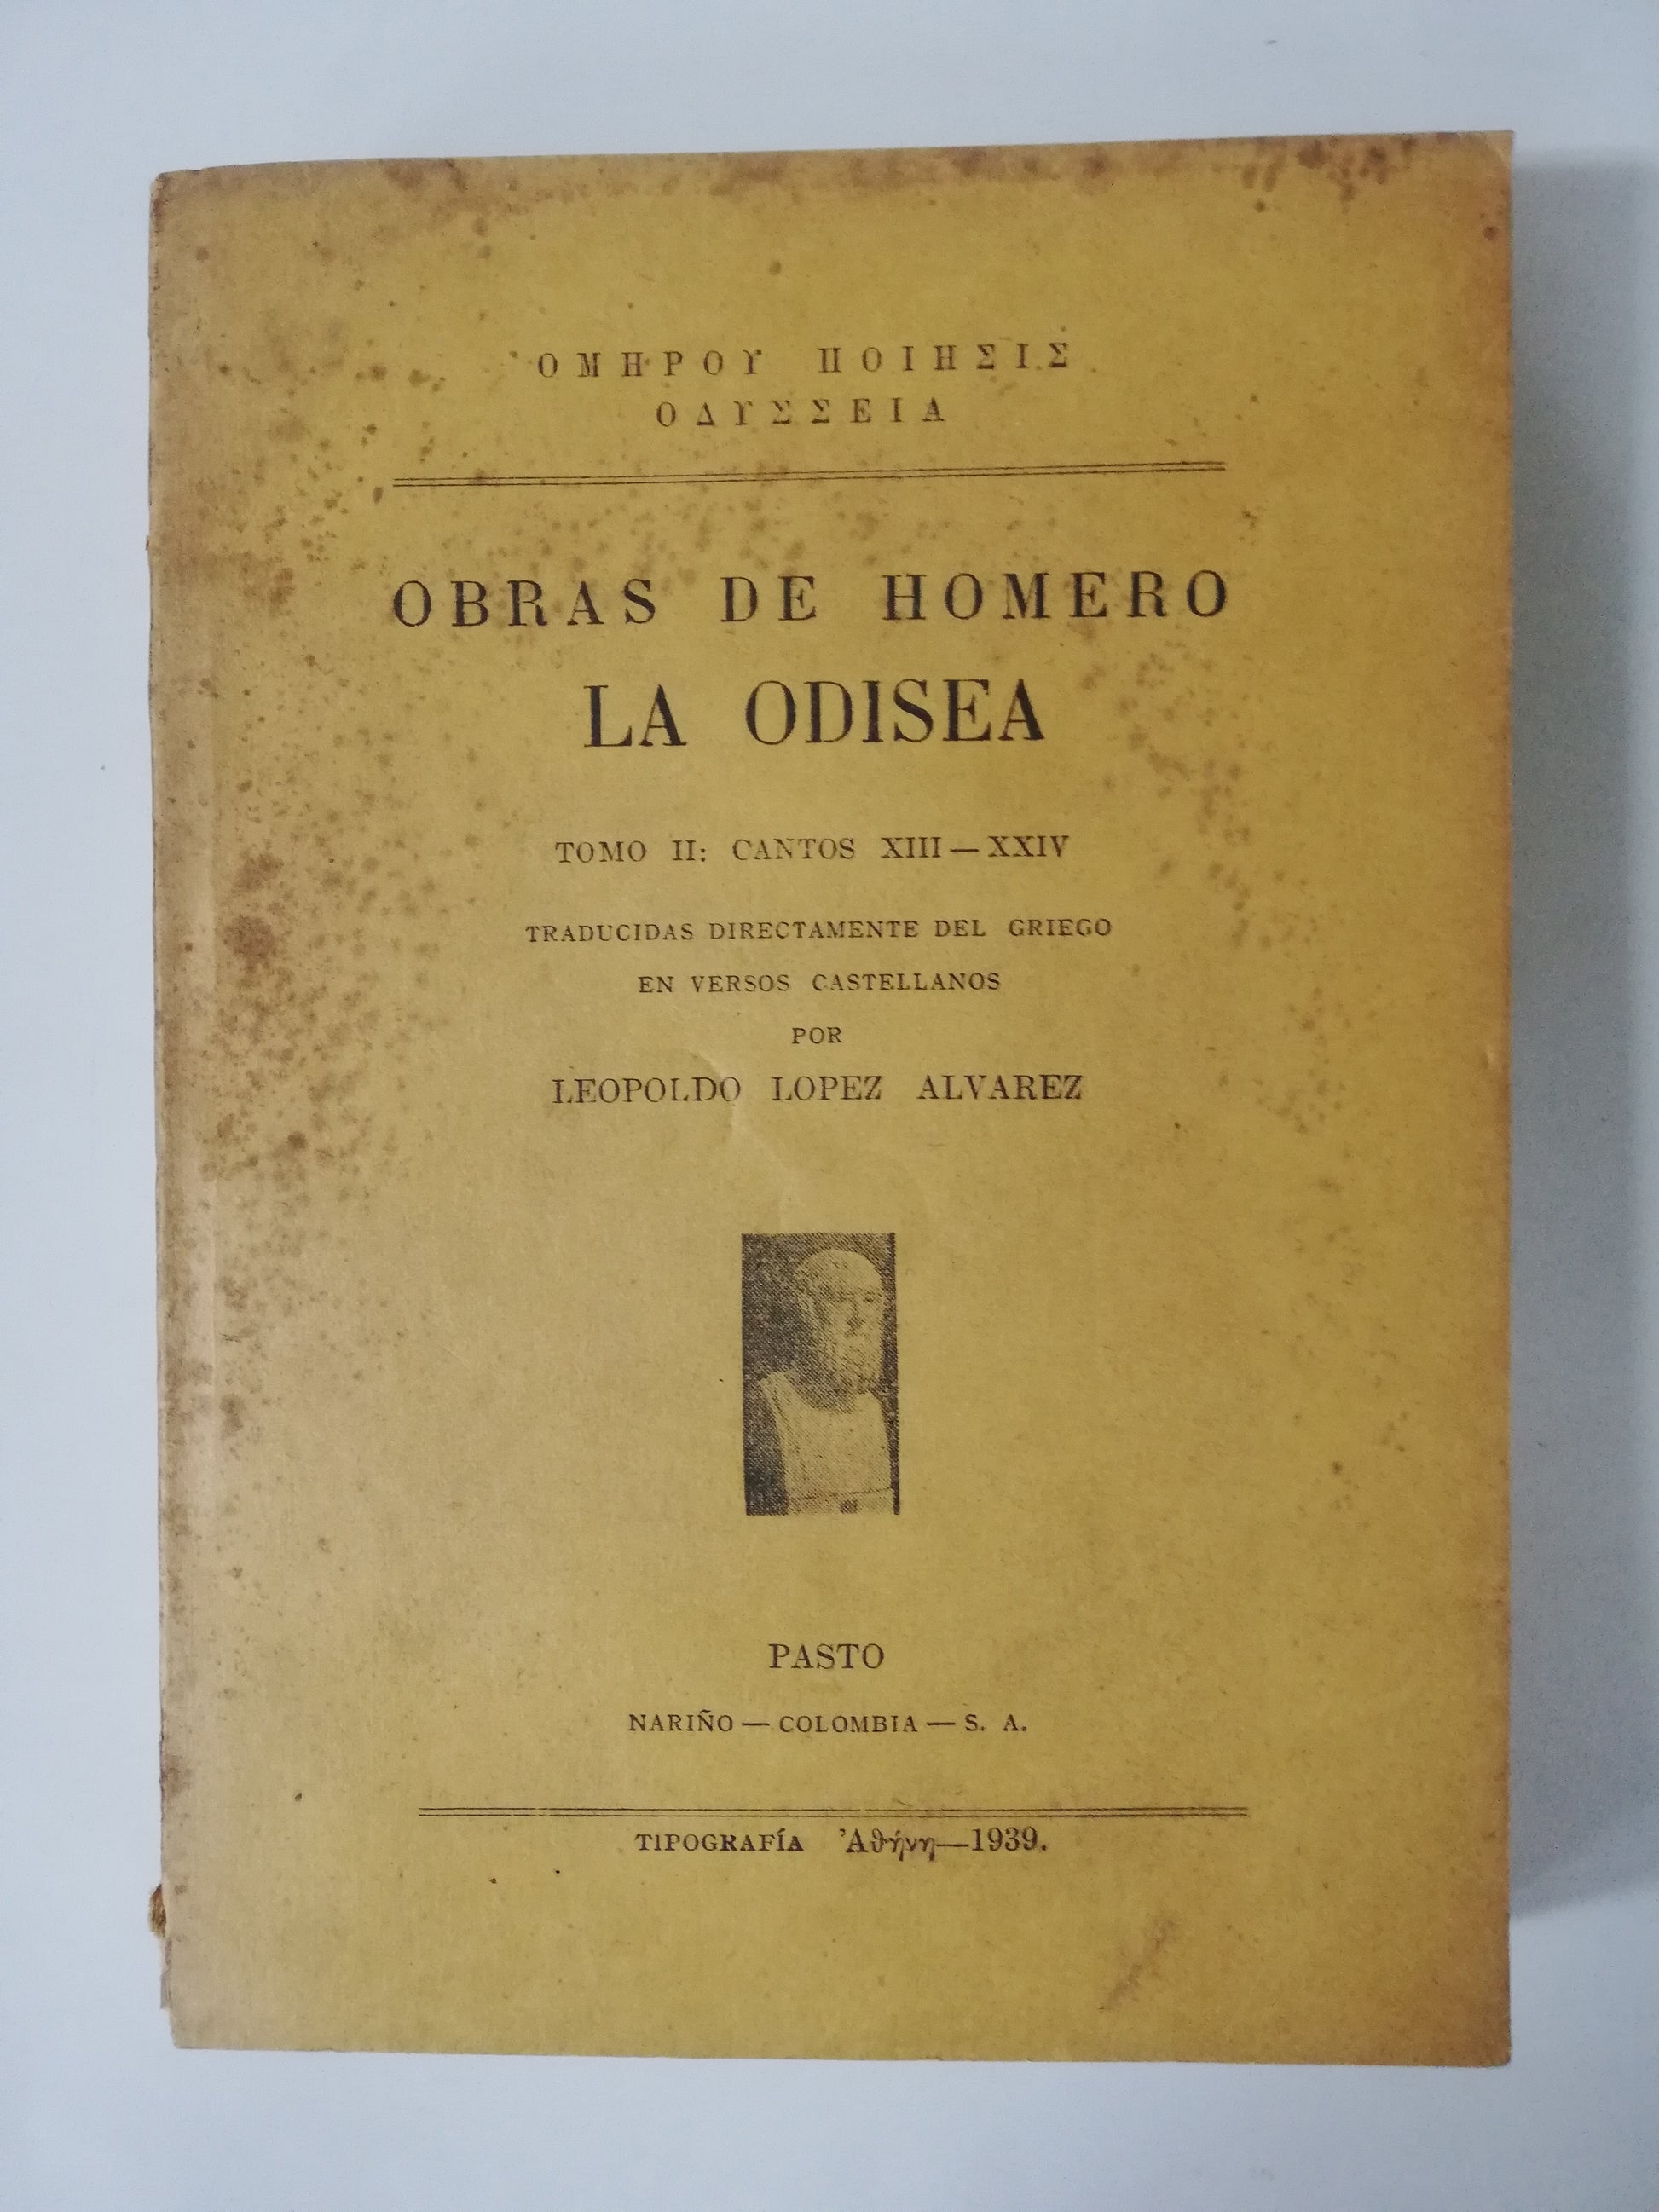 ΟΜΗΡΟΥ ΠΟΙΗΣΙΣ
ΟΔΥΣΣΕΙΑ
OBRAS DE HOMERO
LA ODISEA
TOMO II: CANTOS XIII — XXIV
TRADUCIDAS DIRECTAMENTE DEL GRIEGO
EN VERSOS CASTELLANOS
POR
LEOPOLDO LOPEZ ALVAREZ
PASTO
NARIÑO — COLOMBIA — S. A.
TIPOGRAFÍA Ἀθήνη—1939.